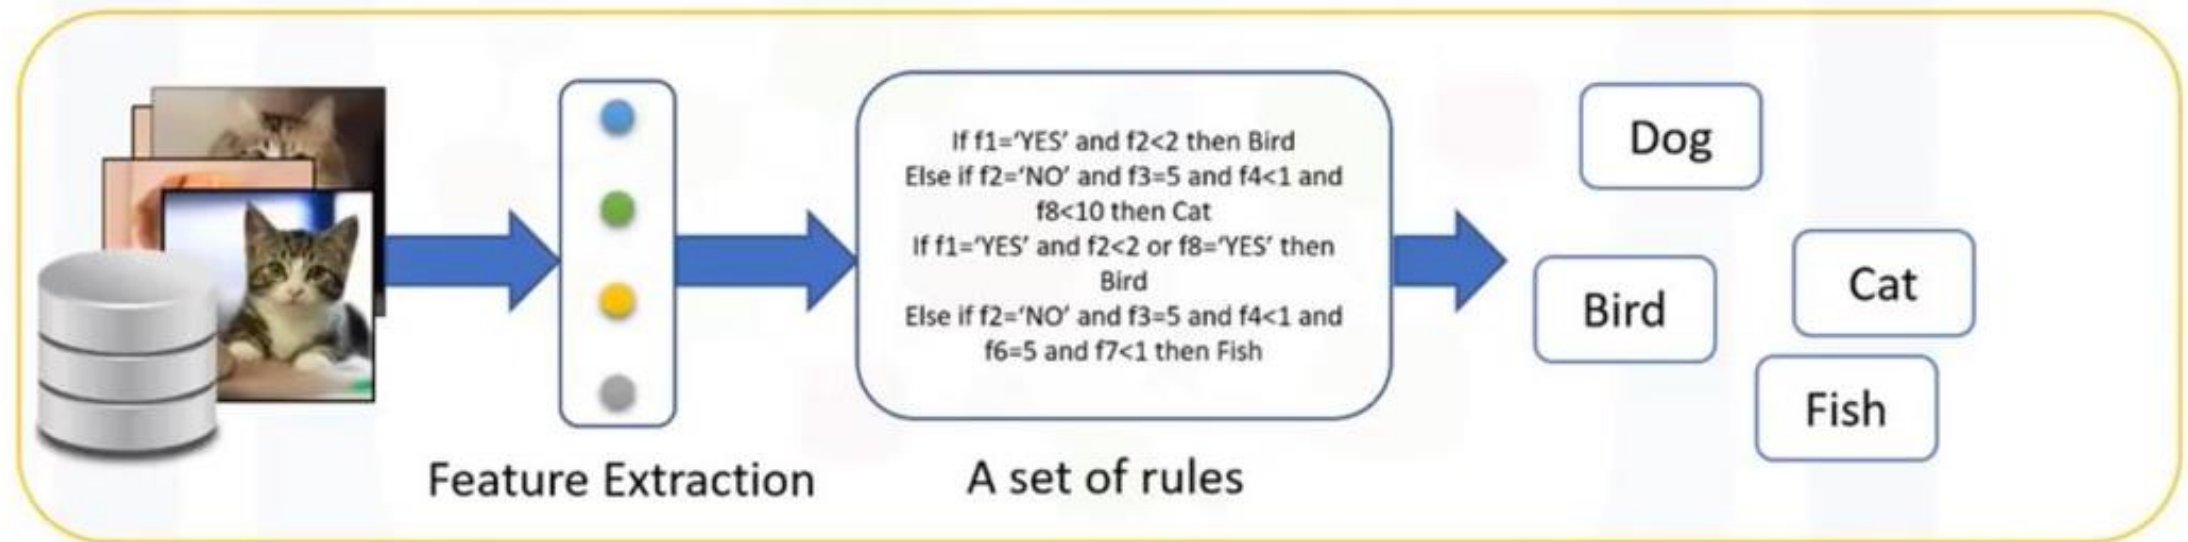 If f1='YES' and f2<2 then Bird
Else if f2='NO' and f3=5 and f4<1 and
f8<10 then Cat
If f1='YES' and f2<2 or f8='YES' then
Bird
Else if f2='NO' and f3=5 and f4<1 and
f6=5 and f7<1 then Fish
Feature Extraction
A set of rules
Dog
Bird
Cat
Fish